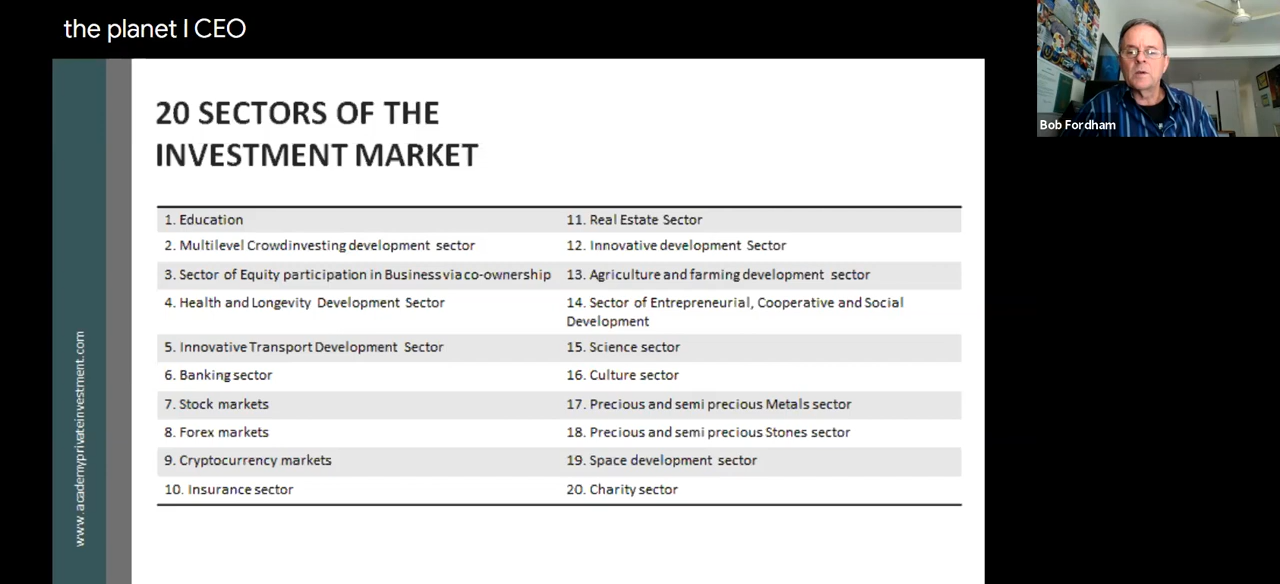 the planet I CEO
Bob Fordham
20 SECTORS OF THE
INVESTMENT MARKET
1. Education
11. Real Estate Sector
2. Multilevel Crowdinvesting development sector
12. Innovative development Sector
3. Sector of Equity participation in Business via co-ownership
13. Agriculture and farming development sector
4. Health and Longevity Development Sector
14. Sector of Entrepreneurial, Cooperative and Social
Development
5. Innovative Transport Development Sector
15. Science sector
6. Banking sector
16. Culture sector
7. Stock markets
17. Precious and semi precious Metals sector
8. Forex markets
18. Precious and semi precious Stones sector
9. Cryptocurrency markets
19. Space development sector
10. Insurance sector
20. Charity sector
www.academyprivateinvestment.com